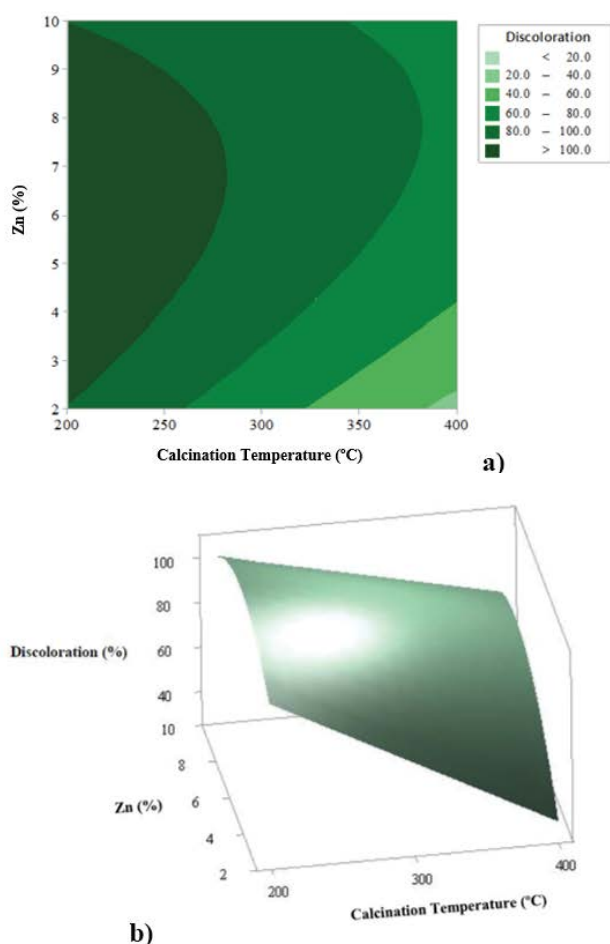 10
9
8
7
6
5
4
3
2
Zn (%)
200
250
300
350
400
Calcination Temperature (ºC)
a)
Discoloration
< 20.0
20.0 – 40.0
40.0 – 60.0
60.0 – 80.0
80.0 – 100.0
> 100.0
100
80
Discoloration (%)
60
40
10
8
Zn (%)
6
4
2
200
300
400
Calcination Temperature (ºC)
b)